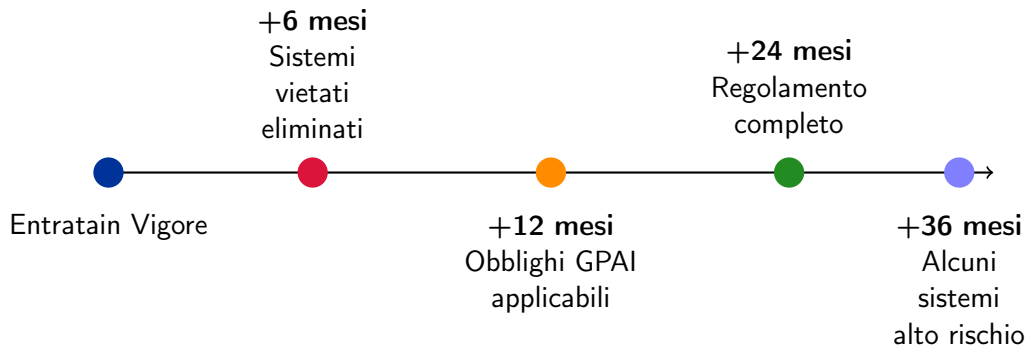 Entratain Vigore
+6 mesi
Sistemi
vietati
eliminati
+12 mesi
Obblighi GPAI
applicabili
+24 mesi
Regolamento
completo
+36 mesi
Alcuni
sistemi
alto rischio